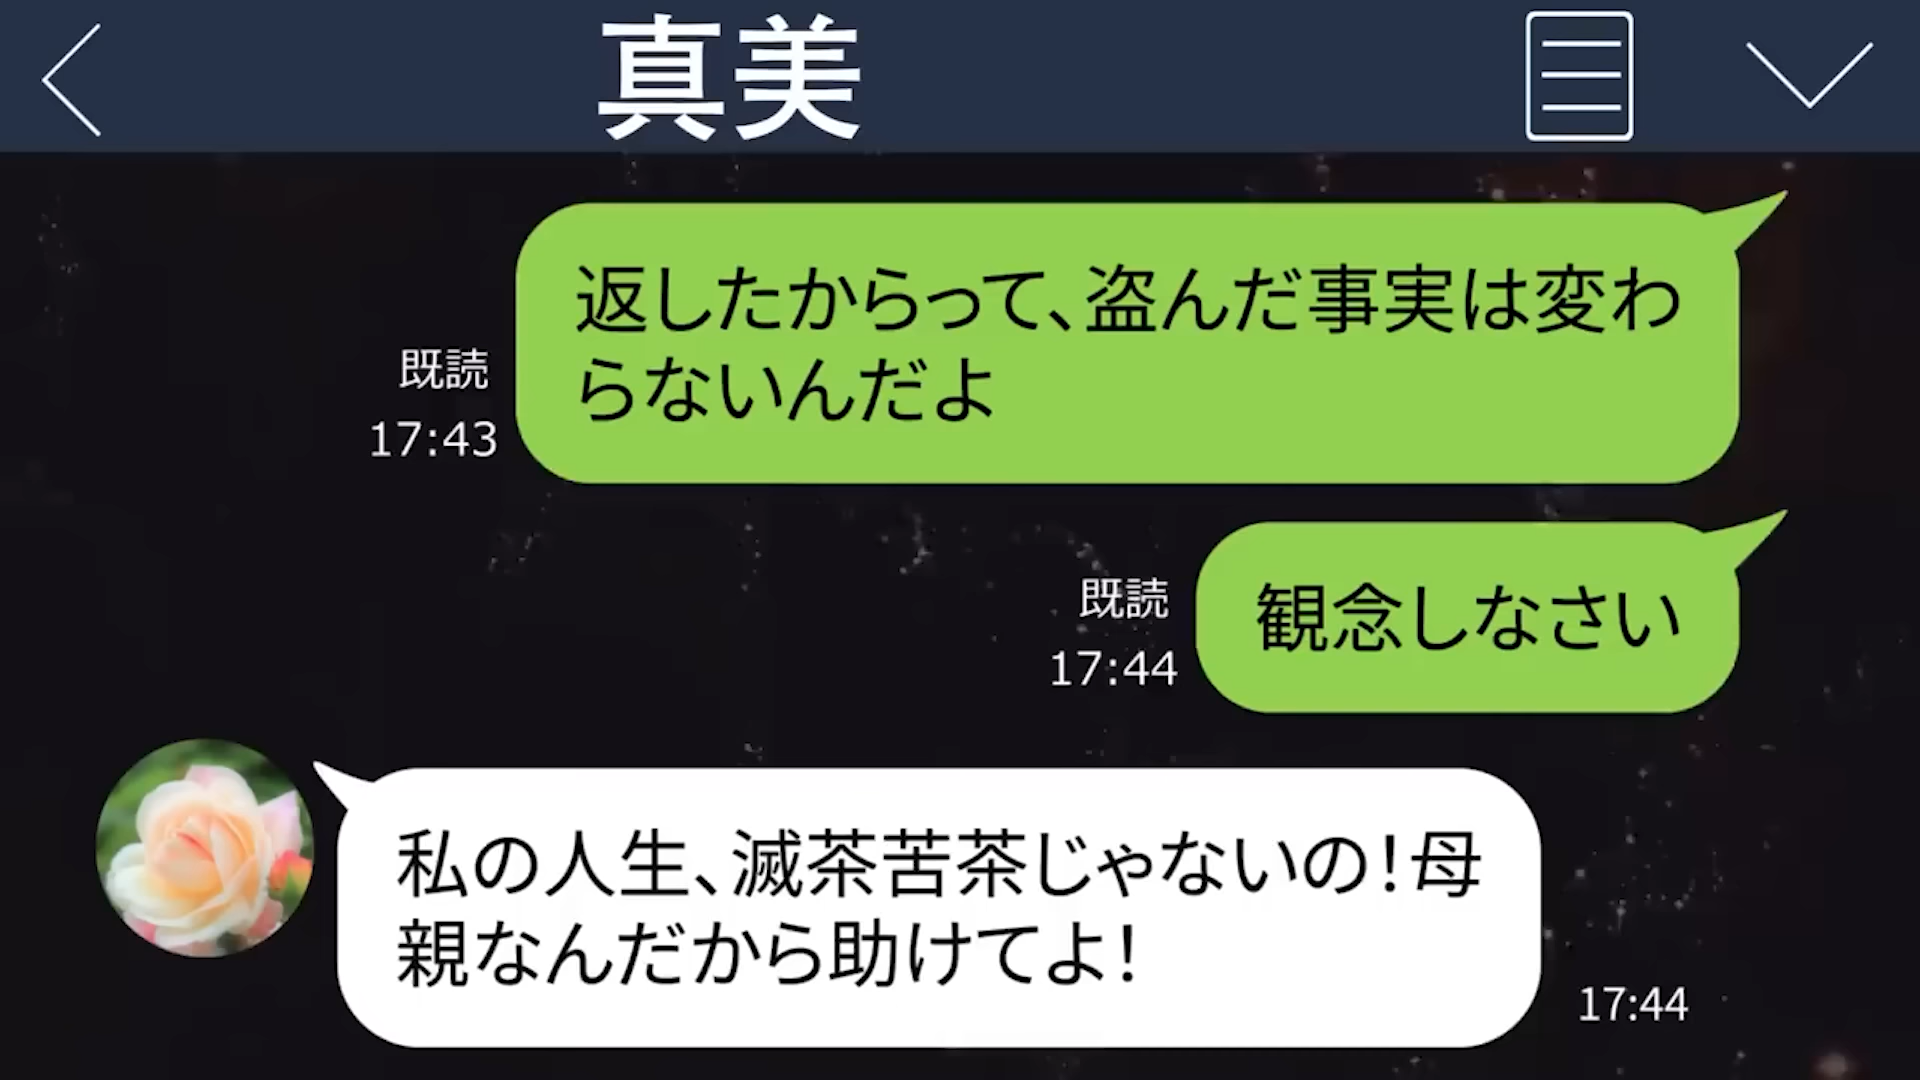 真美
返したからって、盗んだ事実は変わ
らないんだよ
既読
17:43
観念しなさい
既読
17:44
私の人生、滅茶苦茶じゃないの！母
親なんだから助けてよ！
17:44